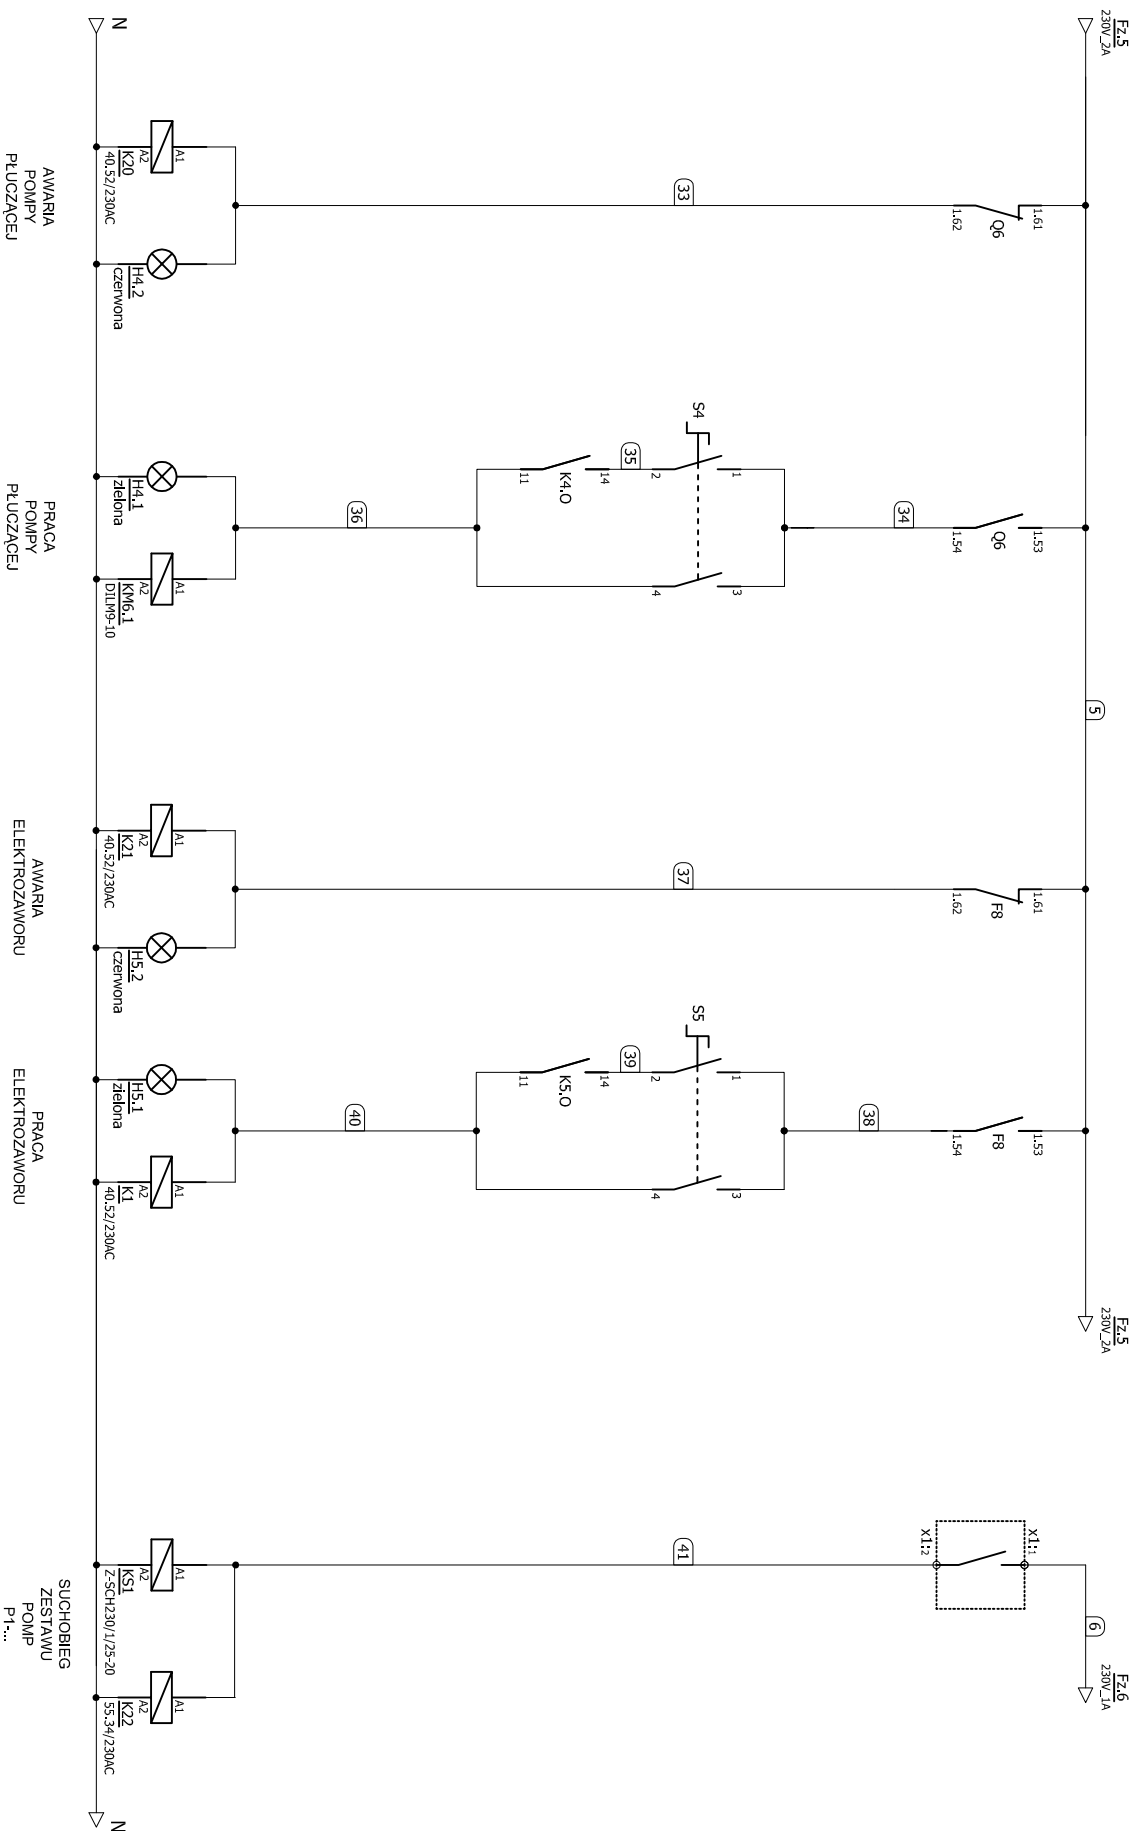 Fz.5
230V_2A
5
Fz.5
230V_2A
6
Fz.6
230V_1A
1.61
Q6
1.62
33
A1
A2
K20
40.52/230AC
H4.2
czerwona
AWARIA
POMPY
PŁUCZĄCEJ
1.53
Q6
1.54
34
S4
1
2
3
4
35
14
K4.O
11
36
H4.1
zielona
A1
A2
KM6.1
DILM9-10
PRACA
POMPY
PŁUCZĄCEJ
1.61
F8
1.62
37
A1
A2
K21
40.52/230AC
H5.2
czerwona
AWARIA
ELEKTROZAWORU
1.53
F8
1.54
38
S5
1
2
3
4
39
14
K5.O
11
40
H5.1
zielona
A1
A2
K1
40.52/230AC
PRACA
ELEKTROZAWORU
x1:1
x1:2
41
A1
A2
KS1
Z-SCH230/1/25-20
A1
A2
K22
55.34/230AC
SUCHOBIEG
ZESTAWU
POMP
P1-...
N
N